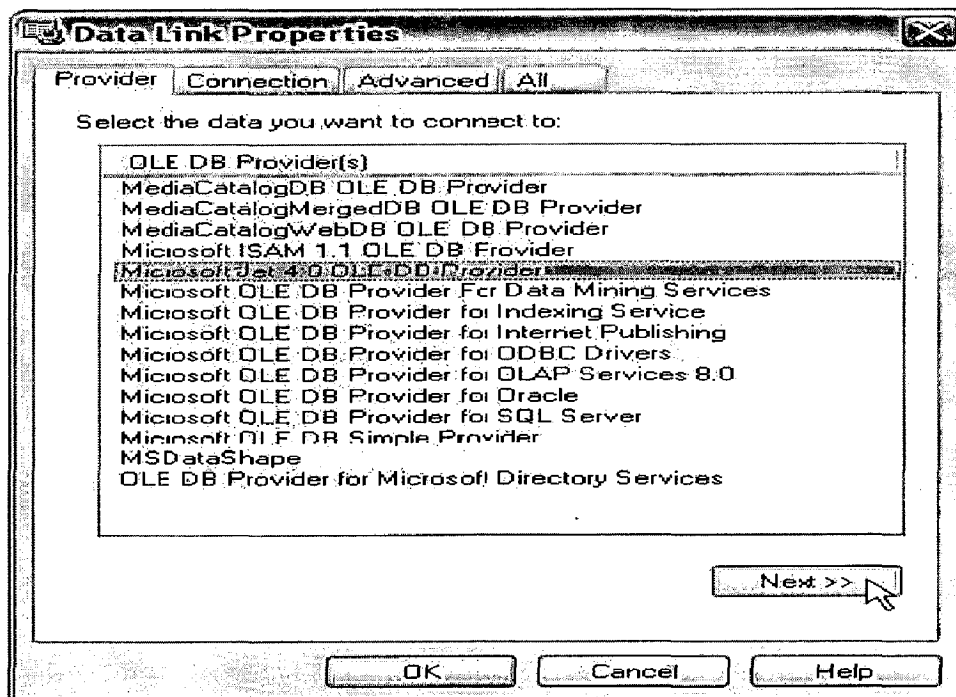 Data Link Properties
Provider Connection Advanced All
Select the data you want to connect to:
OLE DB Provider(s)
MediaCatalogDB OLE DB Provider
MediaCatalogMergedDB OLE DB Provider
MediaCatalogWebDB OLE DB Provider
Microsoft ISAM 1.1 OLE DB Provider
Microsoft Jet 4.0 OLE DB Provider
Microsoft OLE DB Provider For Data Mining Services
Microsoft OLE DB Provider for Indexing Service
Microsoft OLE DB Provider for Internet Publishing
Microsoft OLE DB Provider for ODBC Drivers
Microsoft OLE DB Provider for OLAP Services 8.0
Microsoft OLE DB Provider for Oracle
Microsoft OLE DB Provider for SQL Server
Microsoft OLE DB Simple Provider
MSDataShape
OLE DB Provider for Microsoft Directory Services
Next >>
OK Cancel Help